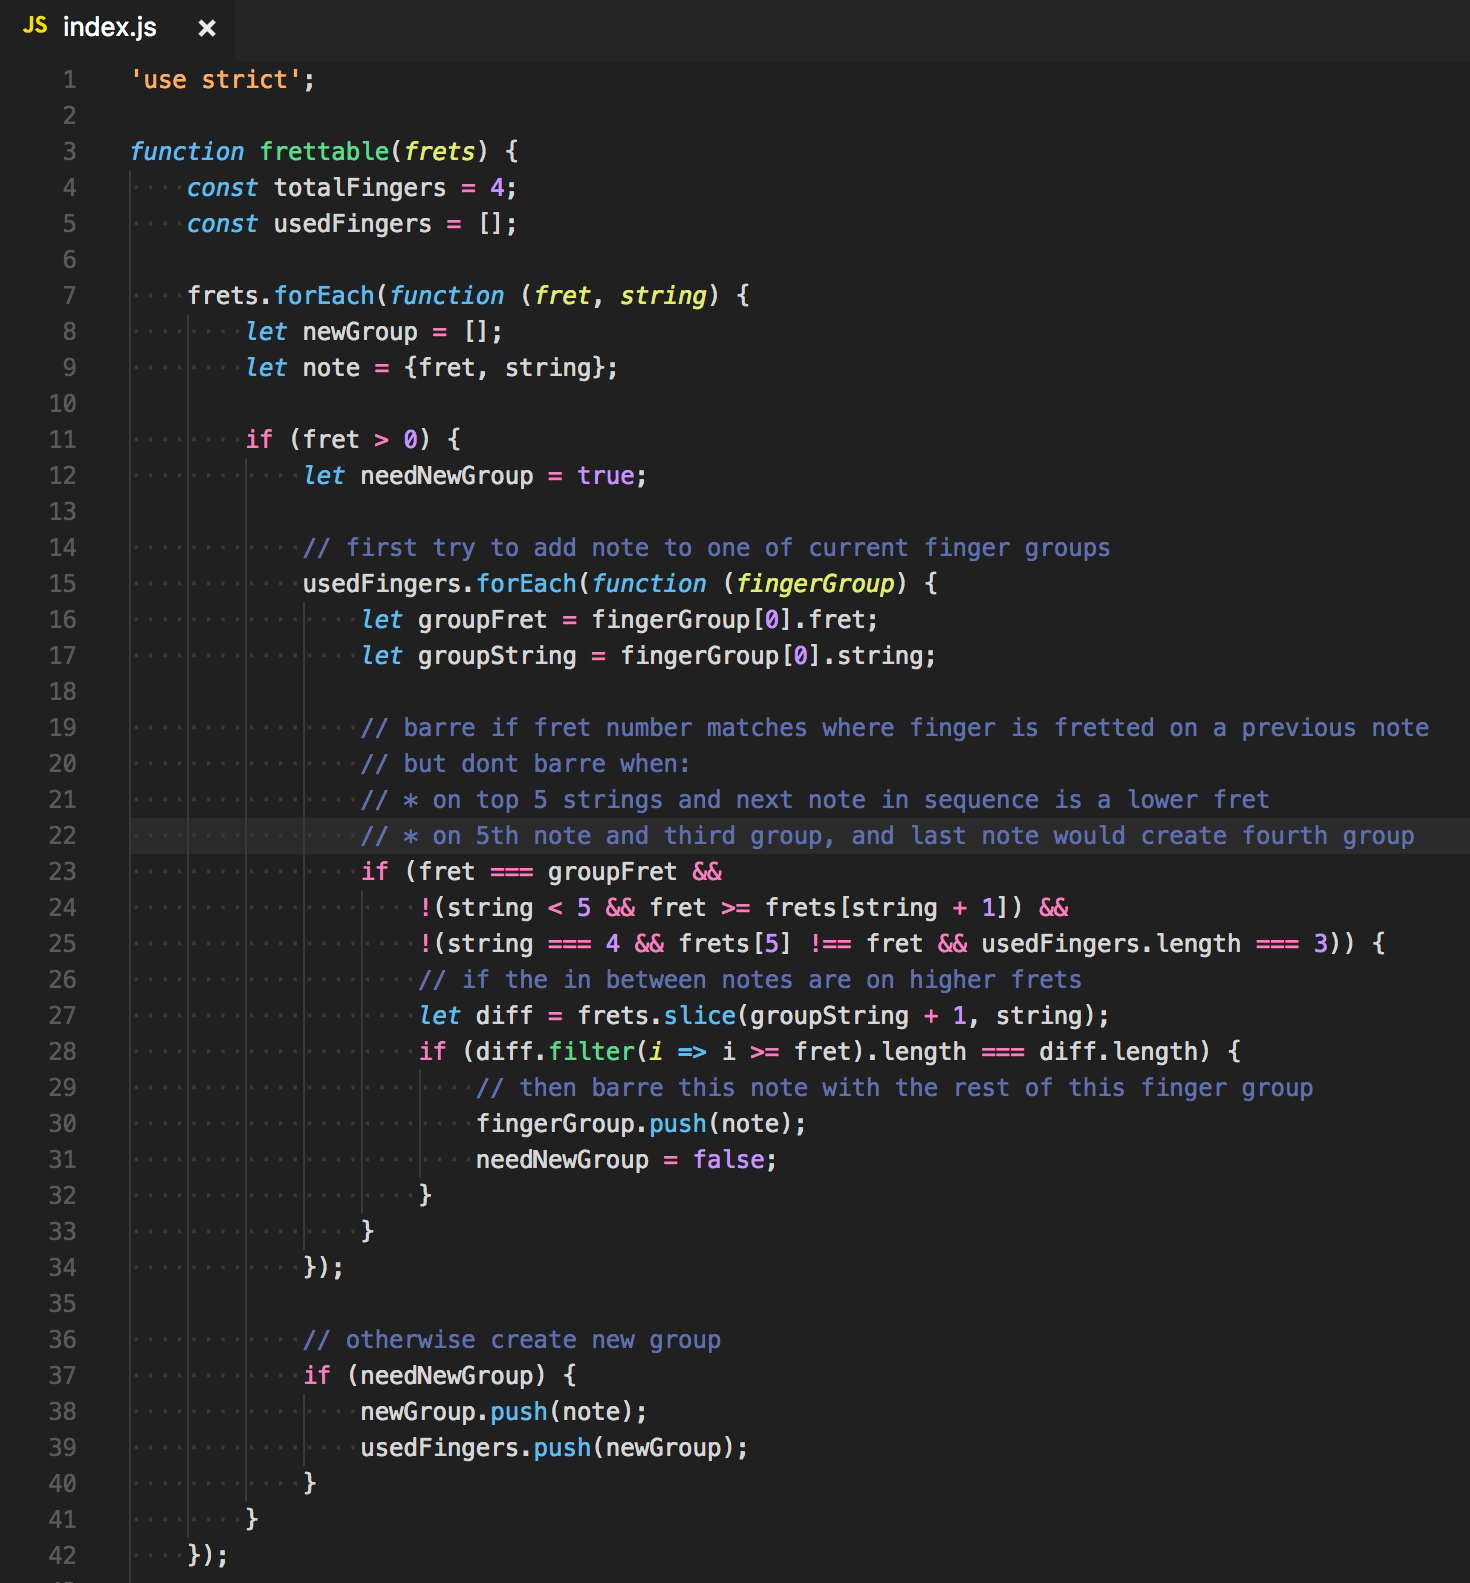 JS index.js ×
1 'use strict';
2
3 function frettable(frets) {
4     const totalFingers = 4;
5     const usedFingers = [];
6
7     frets.forEach(function (fret, string) {
8         let newGroup = [];
9         let note = {fret, string};
10
11         if (fret > 0) {
12             let needNewGroup = true;
13
14             // first try to add note to one of current finger groups
15             usedFingers.forEach(function (fingerGroup) {
16                 let groupFret = fingerGroup[0].fret;
17                 let groupString = fingerGroup[0].string;
18
19                 // barre if fret number matches where finger is fretted on a previous note
20                 // but dont barre when:
21                 // * on top 5 strings and next note in sequence is a lower fret
22                 // * on 5th note and third group, and last note would create fourth group
23                 if (fret === groupFret &&
24                     !(string < 5 && fret >= frets[string + 1]) &&
25                     !(string === 4 && frets[5] !== fret && usedFingers.length === 3)) {
26                     // if the in between notes are on higher frets
27                     let diff = frets.slice(groupString + 1, string);
28                     if (diff.filter(i => i >= fret).length === diff.length) {
29                         // then barre this note with the rest of this finger group
30                         fingerGroup.push(note);
31                         needNewGroup = false;
32                     }
33                 }
34             });
35
36             // otherwise create new group
37             if (needNewGroup) {
38                 newGroup.push(note);
39                 usedFingers.push(newGroup);
40             }
41         }
42     });